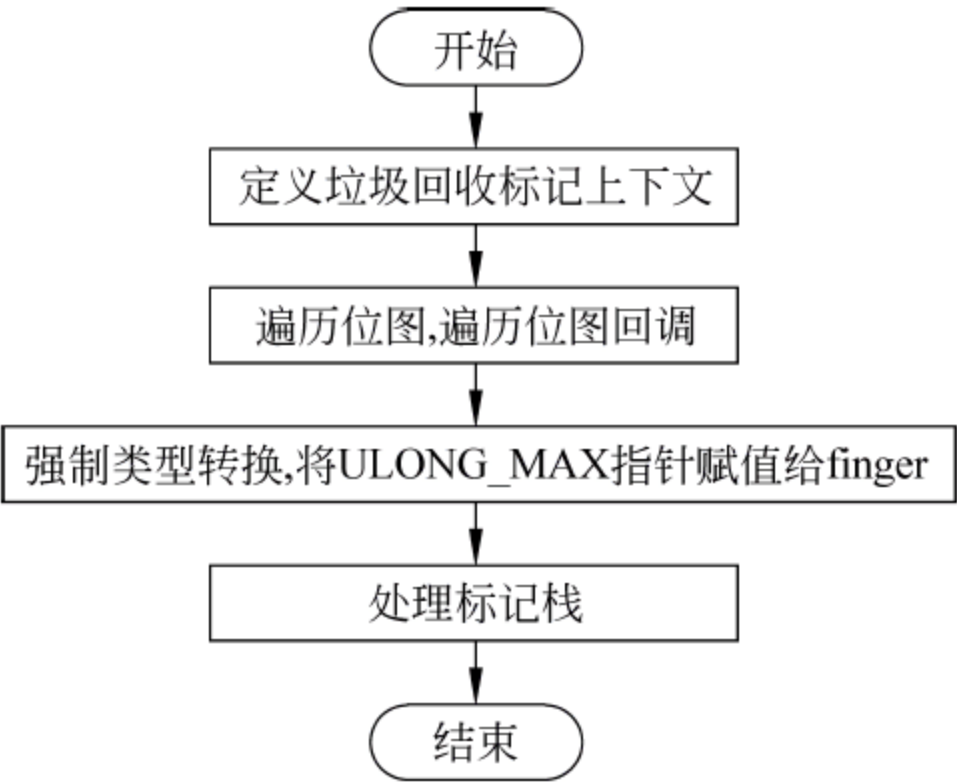 开始
定义垃圾回收标记上下文
遍历位图,遍历位图回调
强制类型转换,将ULONG_MAX指针赋值给finger
处理标记栈
结束